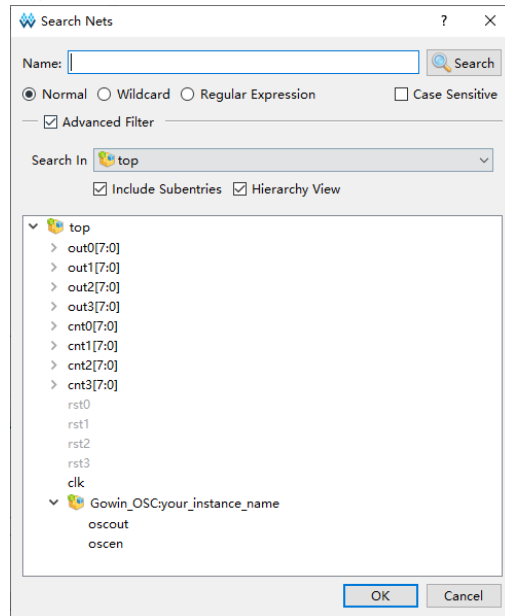 Search Nets
Name: Search
Normal Wildcard Regular Expression Case Sensitive
Advanced Filter
Search In top
Include Subentries Hierarchy View
top
out0[7:0]
out1[7:0]
out2[7:0]
out3[7:0]
cnt0[7:0]
cnt1[7:0]
cnt2[7:0]
cnt3[7:0]
rst0
rst1
rst2
rst3
clk
Gowin_OSC:your_instance_name
oscout
oscen
OK Cancel